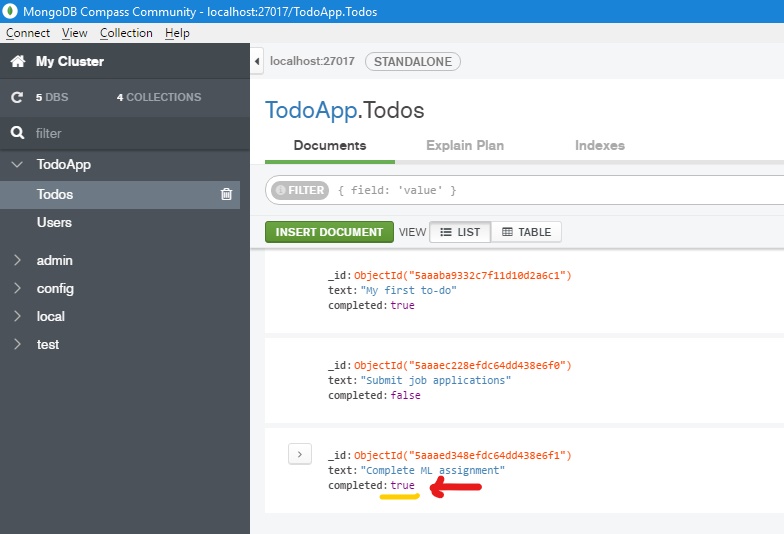 MongoDB Compass Community - localhost:27017/TodoApp.Todos
Connect View Collection Help
My Cluster
5 DBS 4 COLLECTIONS
filter
TodoApp
Todos
Users
admin
config
local
test
localhost:27017 STANDALONE
TodoApp.Todos
Documents Explain Plan Indexes
FILTER { field: 'value' }
INSERT DOCUMENT VIEW LIST TABLE
_id:ObjectId("5aaaba9332c7f11d10d2a6c1")
text:"My first to-do"
completed:true
_id:ObjectId("5aaaec228efdc64dd438e6f0")
text:"Submit job applications"
completed:false
_id:ObjectId("5aaaed348efdc64dd438e6f1")
text:"Complete ML assignment"
completed:true